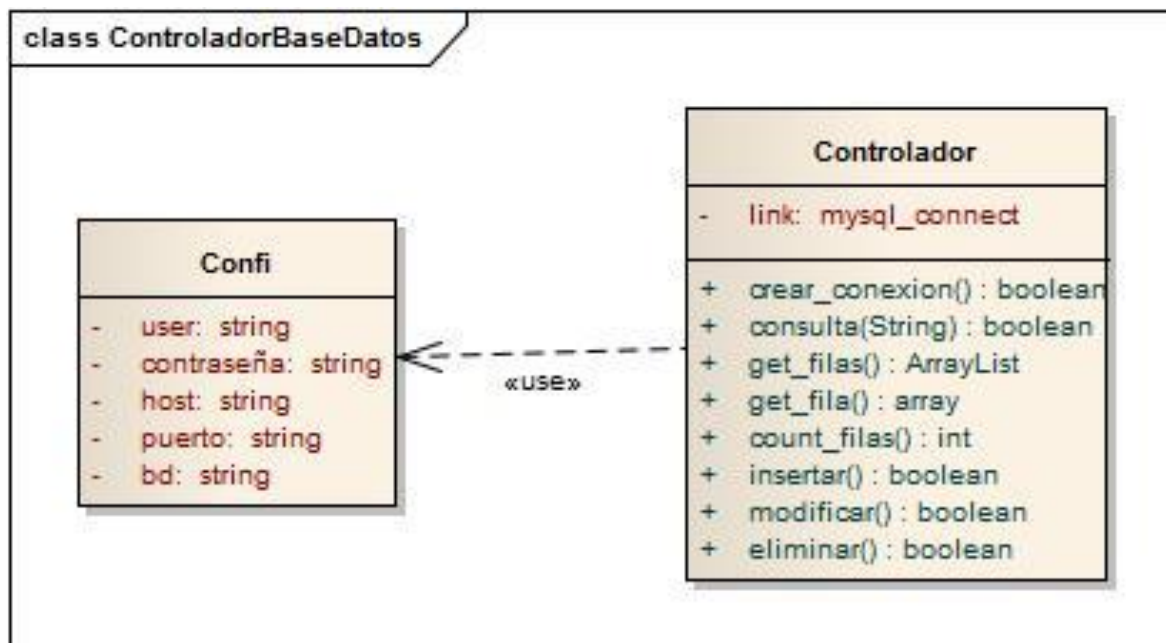 class ControladorBaseDatos
Confi
- user: string
- contraseña: string
- host: string
- puerto: string
- bd: string
«use»
Controlador
- link: mysql_connect
+ crear_conexion() : boolean
+ consulta(String) : boolean
+ get_filas() : ArrayList
+ get_fila() : array
+ count_filas() : int
+ insertar() : boolean
+ modificar() : boolean
+ eliminar() : boolean